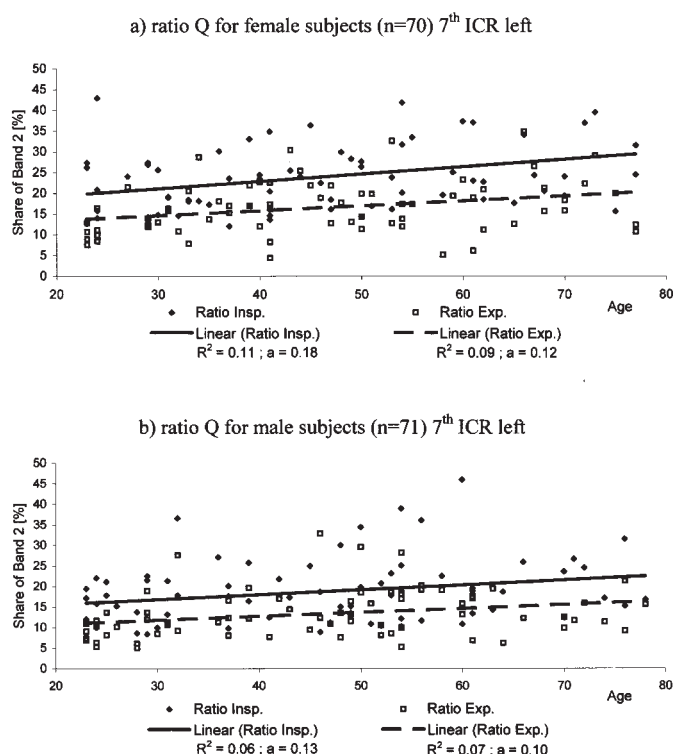 a) ratio Q for female subjects (n=70) 7th ICR left
Share of Band 2 [%]
50
45
40
35
30
25
20
15
10
5
0
20 30 40 50 60 70 80
Age
Ratio Insp. Ratio Exp.
Linear (Ratio Insp.) Linear (Ratio Exp.)
R² = 0.11 ; a = 0.18 R² = 0.09 ; a = 0.12
b) ratio Q for male subjects (n=71) 7th ICR left
Share of Band 2 [%]
50
45
40
35
30
25
20
15
10
5
0
20 30 40 50 60 70 80
Age
Ratio Insp. Ratio Exp.
Linear (Ratio Insp.) Linear (Ratio Exp.)
R² = 0.06 ; a = 0.13 R² = 0.07 ; a = 0.10